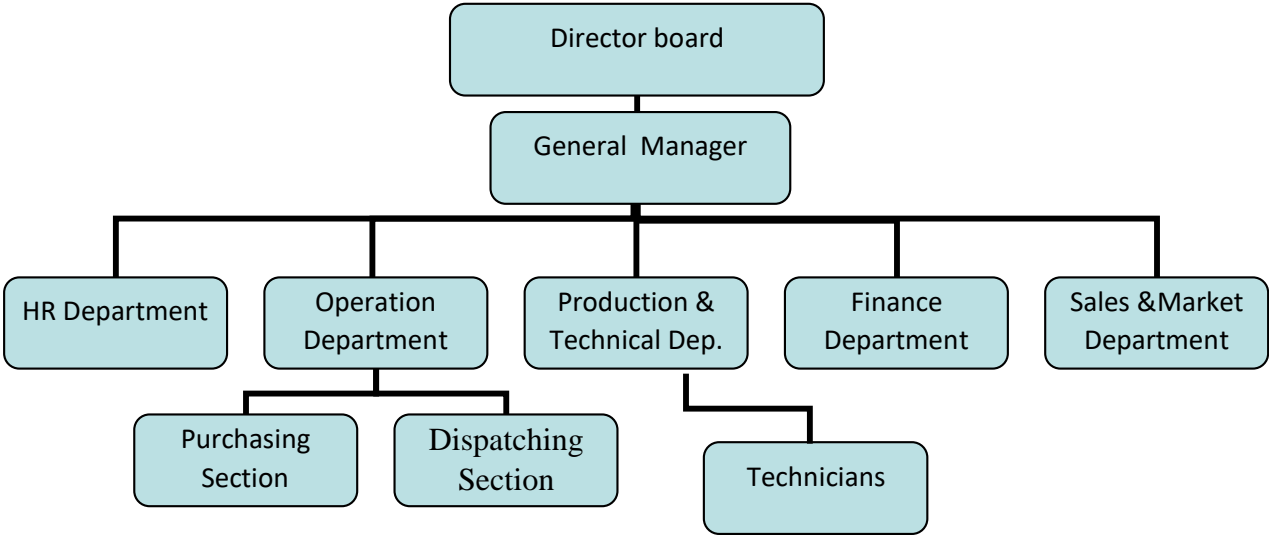 Director board
General  Manager
HR Department
Operation
Department
Production &
Technical Dep.
Finance
Department
Sales &Market
Department
Purchasing
Section
Dispatching
Section
Technicians